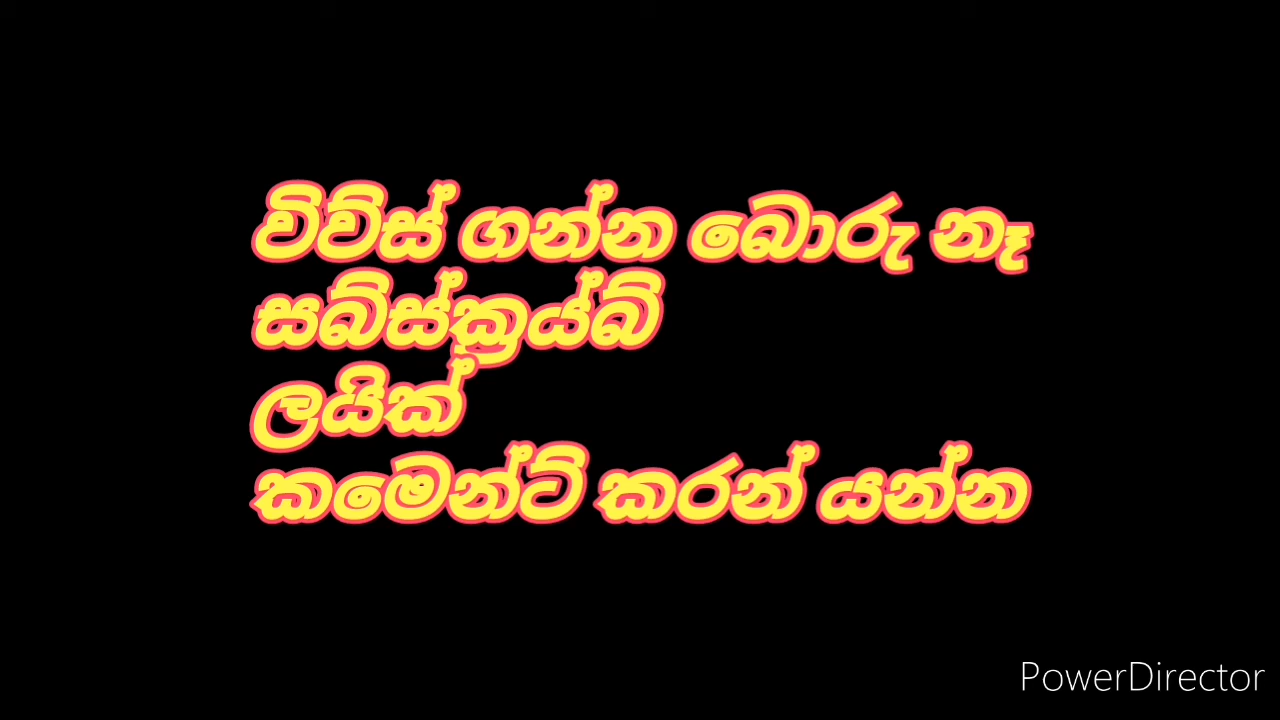 විව්ස් ගන්න බොරු නෑ
සබ්ස්ක්‍රය්බ්
ලයික්
කමෙන්ට් කරන් යන්න
PowerDirector